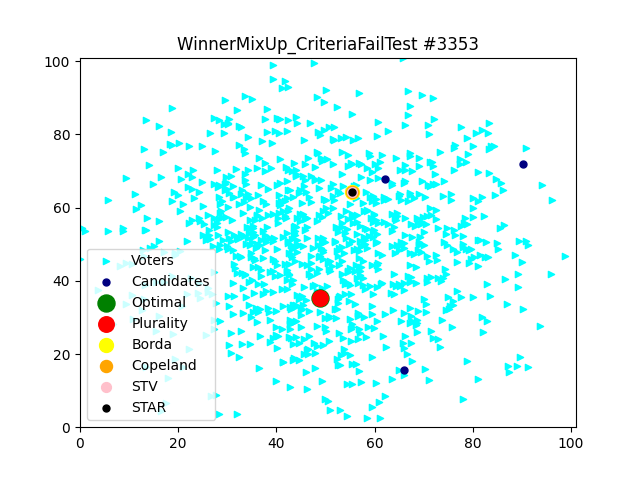 WinnerMixUp_CriteriaFailTest #3353
100
80
60
40
20
0
Voters
Candidates
Optimal
Plurality
Borda
Copeland
STV
STAR
0 20 40 60 80 100